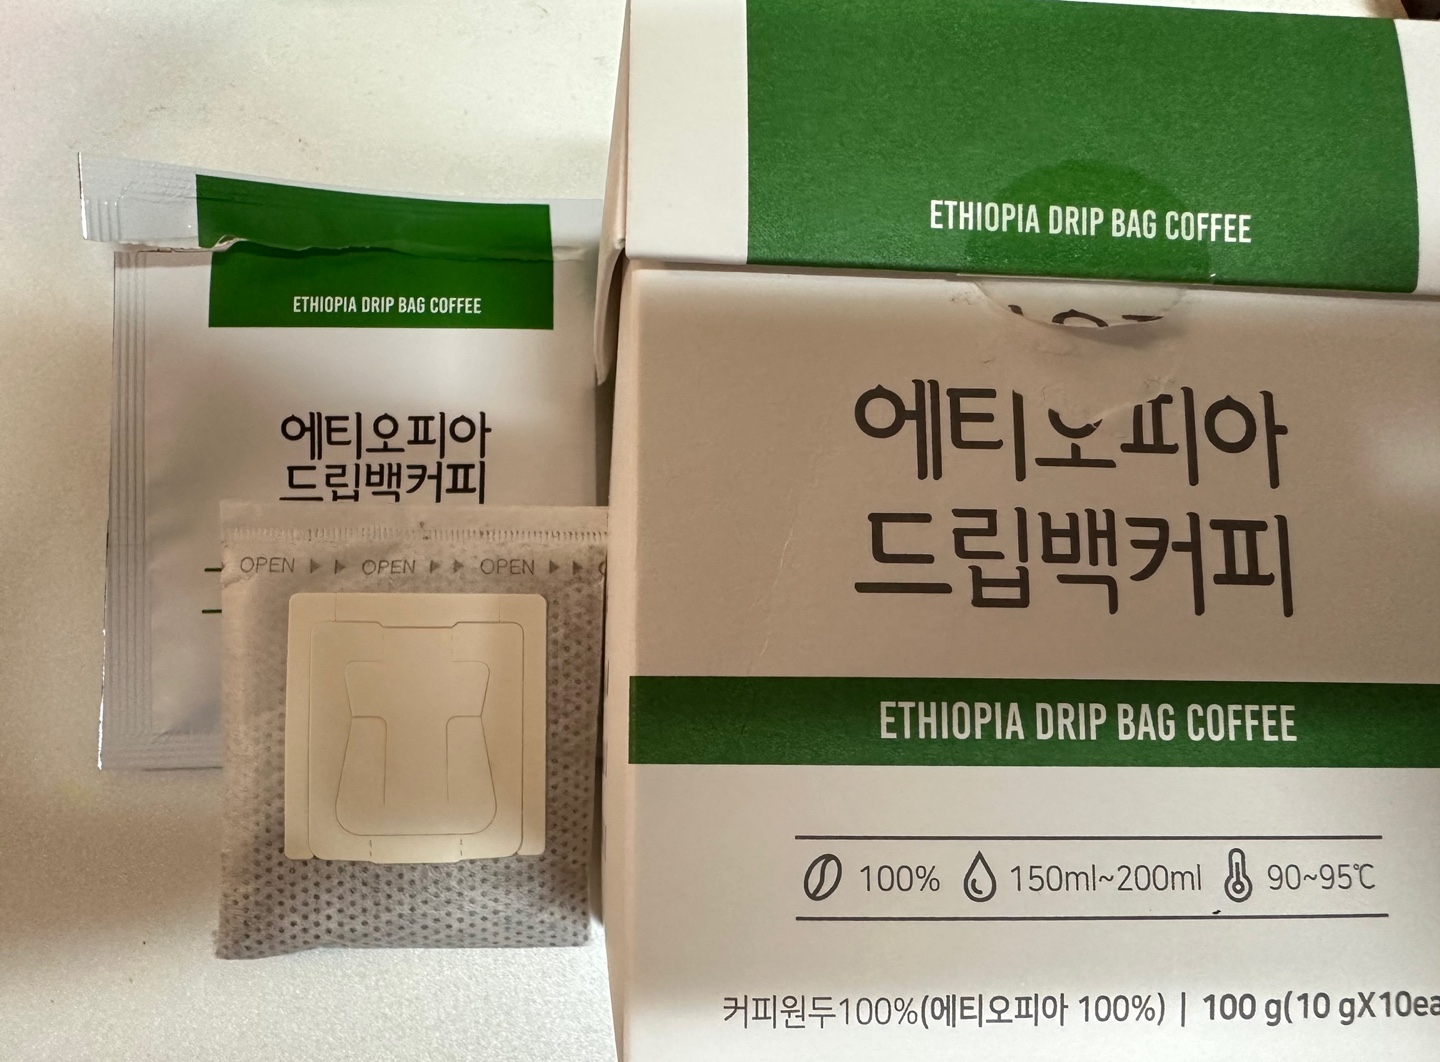 ETHIOPIA DRIP BAG COFFEE
에티오피아
드립백커피
OPEN OPEN OPEN
ETHIOPIA DRIP BAG COFFEE
에티오피아
드립백커피
ETHIOPIA DRIP BAG COFFEE
100% 150ml~200ml 90~95℃
커피원두100%(에티오피아 100%) | 100 g(10 gX10ea